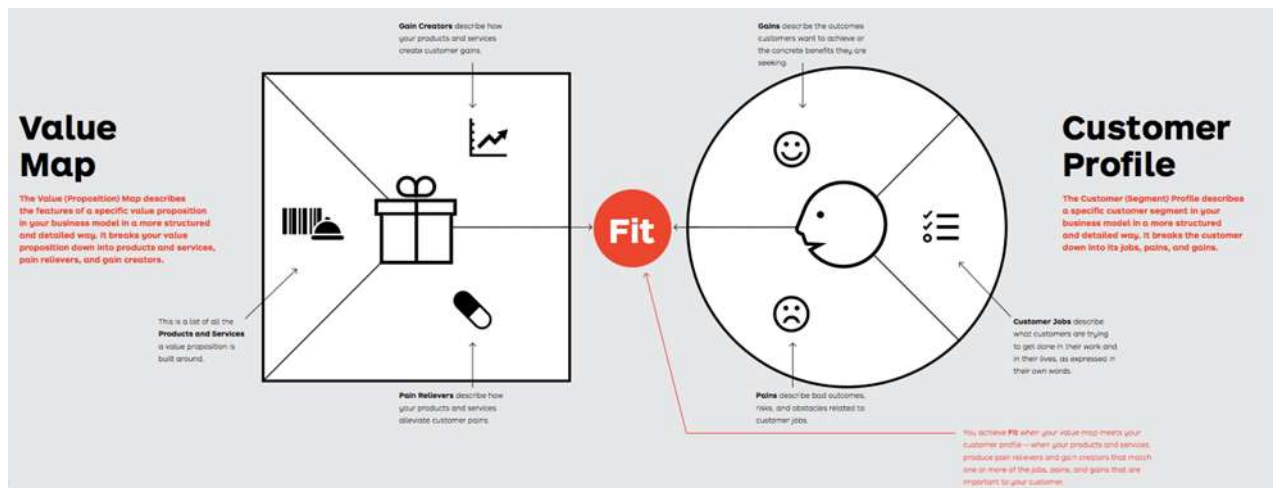 Gain Creators describe how
your products and services
create customer gains.
Gains describe the outcomes
customers want to achieve or
the concrete benefits they are
seeking.
Value
Map
The Value (Proposition) Map describes
the features of a specific value proposition
in your business model in a more structured
and detailed way. It breaks your value
proposition down into products and services,
pain relievers, and gain creators.
Fit
Customer
Profile
The Customer (Segment) Profile describes
a specific customer segment in your
business model in a more structured
and detailed way. It breaks the customer
down into its jobs, pains, and gains.
This is a list of all the
Products and Services
a value proposition is
built around.
Customer Jobs describe
what customers are trying
to get done in their work and
in their lives, as expressed in
their own words.
Pain Relievers describe how
your products and services
alleviate customer pains.
Pains describe bad outcomes,
risks, and obstacles related to
customer jobs.
You achieve Fit when your value map meets your
customer profile — when your products and services
produce pain relievers and gain creators that match
one or more of the jobs, pains, and gains that are
important to your customer.